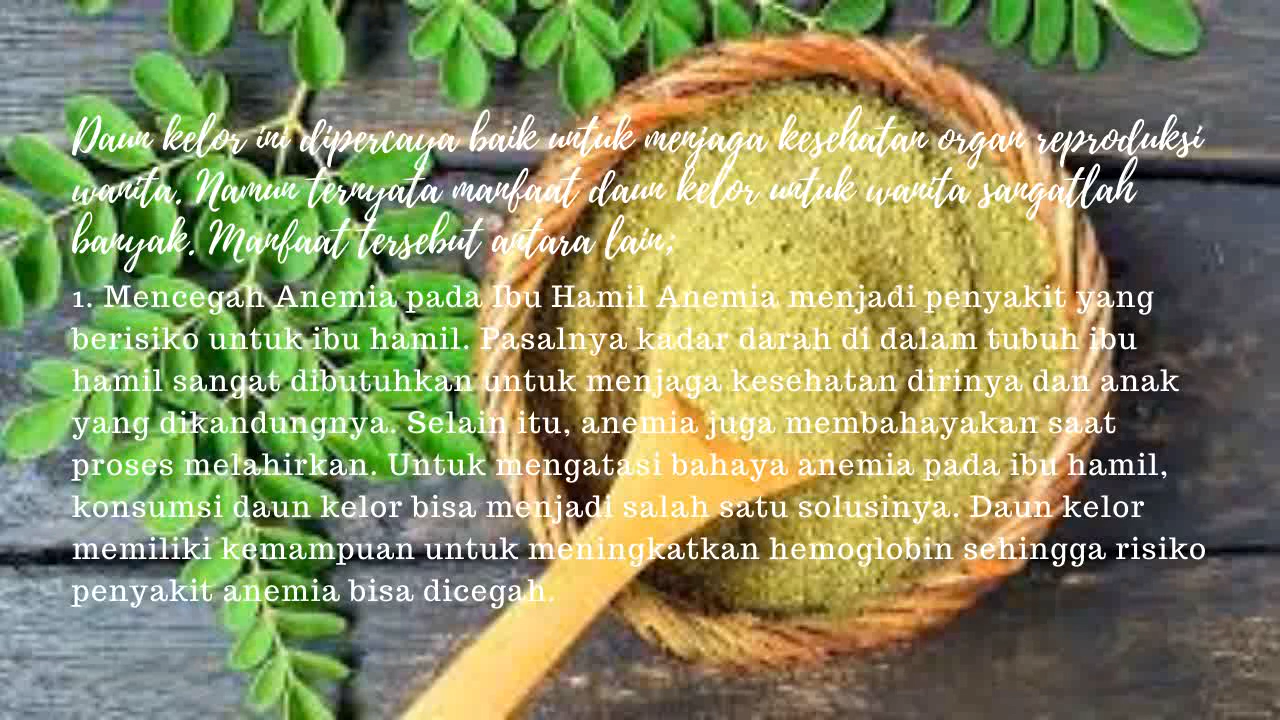 Daun kelor ini dipercaya baik untuk menjaga kesehatan organ reproduksi
wanita. Namun ternyata manfaat daun kelor untuk wanita sangatlah
banyak. Manfaat tersebut antara lain;
1. Mencegah Anemia pada Ibu Hamil Anemia menjadi penyakit yang
berisiko untuk ibu hamil. Pasalnya kadar darah di dalam tubuh ibu
hamil sangat dibutuhkan untuk menjaga kesehatan dirinya dan anak
yang dikandungnya. Selain itu, anemia juga membahayakan saat
proses melahirkan. Untuk mengatasi bahaya anemia pada ibu hamil,
konsumsi daun kelor bisa menjadi salah satu solusinya. Daun kelor
memiliki kemampuan untuk meningkatkan hemoglobin sehingga risiko
penyakit anemia bisa dicegah.